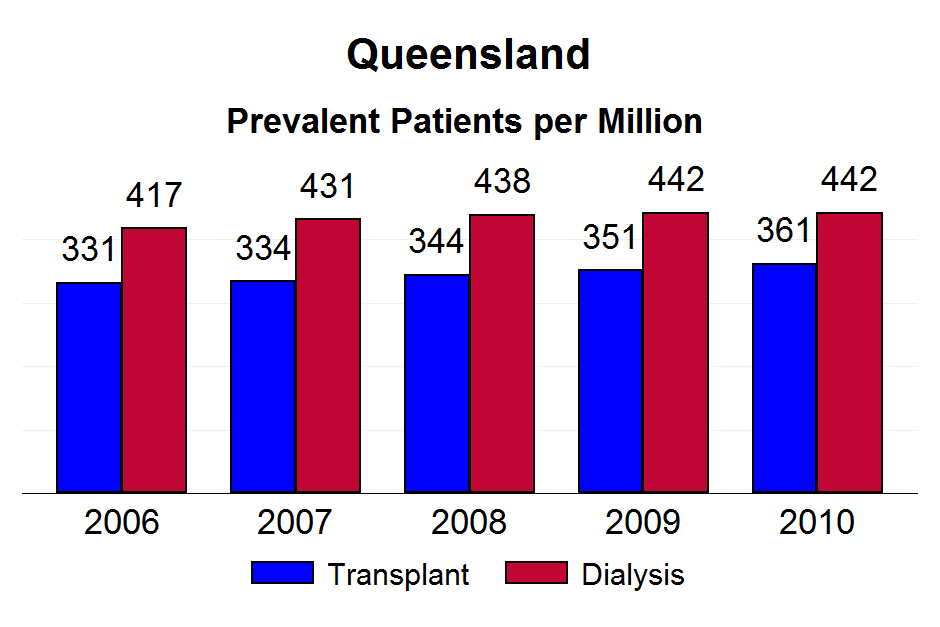 Queensland
Prevalent Patients per Million
417 431 438 442 442
331 334 344 351 361
2006 2007 2008 2009 2010
Transplant Dialysis